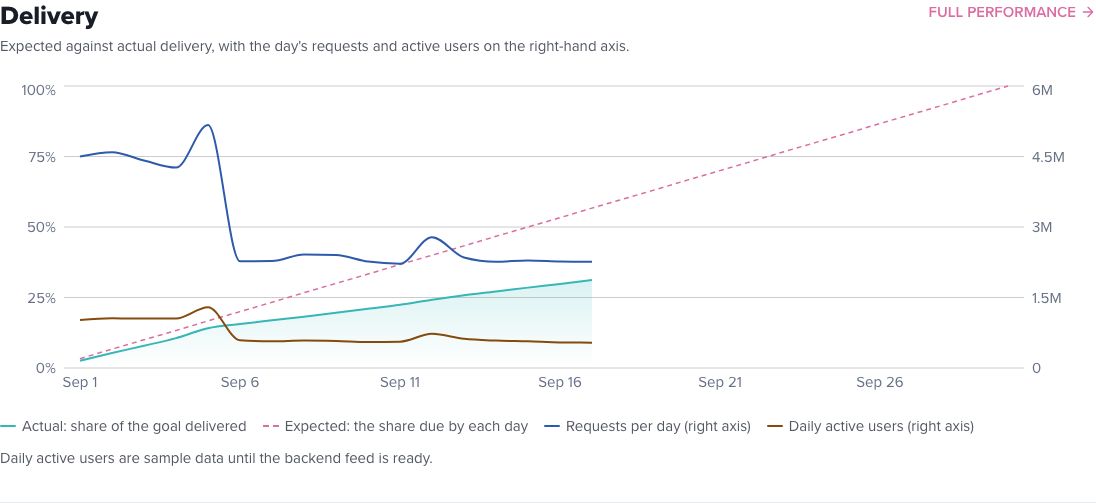 Delivery
FULL PERFORMANCE →
Expected against actual delivery, with the day's requests and active users on the right-hand axis.
100%
6M
75%
4.5M
50%
3M
25%
1.5M
0%
0
Sep 1
Sep 6
Sep 11
Sep 16
Sep 21
Sep 26
Actual: share of the goal delivered
Expected: the share due by each day
Requests per day (right axis)
Daily active users (right axis)
Daily active users are sample data until the backend feed is ready.